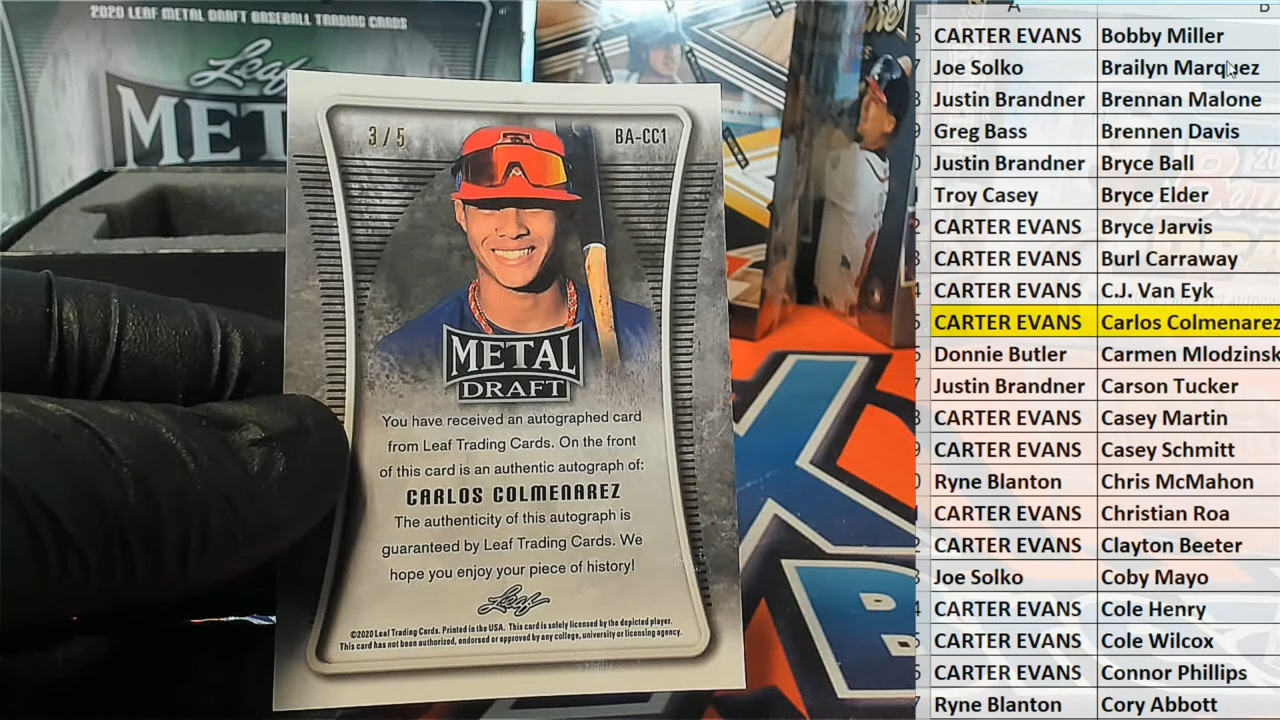 2020 LEAF METAL DRAFT BASEBALL TRADING CARDS
Leaf
MET
3/5
BA-CC1
METAL
DRAFT
You have received an autographed card
from Leaf Trading Cards. On the front
of this card is an authentic autograph of:
CARLOS COLMENAREZ
The authenticity of this autograph is
guaranteed by Leaf Trading Cards. We
hope you enjoy your piece of history!
Leaf
©2020 Leaf Trading Cards. Printed in the USA. This card is solely licensed by the depicted player.
This card has not been authorized, endorsed or approved by any college, university or licensing agency.
A B
CARTER EVANS Bobby Miller
Joe Solko Brailyn Marquez
Justin Brandner Brennan Malone
Greg Bass Brennen Davis
Justin Brandner Bryce Ball
Troy Casey Bryce Elder
CARTER EVANS Bryce Jarvis
CARTER EVANS Burl Carraway
CARTER EVANS C.J. Van Eyk
CARTER EVANS Carlos Colmenarez
Donnie Butler Carmen Mlodzinsk
Justin Brandner Carson Tucker
CARTER EVANS Casey Martin
CARTER EVANS Casey Schmitt
Ryne Blanton Chris McMahon
CARTER EVANS Christian Roa
CARTER EVANS Clayton Beeter
Joe Solko Coby Mayo
CARTER EVANS Cole Henry
CARTER EVANS Cole Wilcox
CARTER EVANS Connor Phillips
Ryne Blanton Cory Abbott